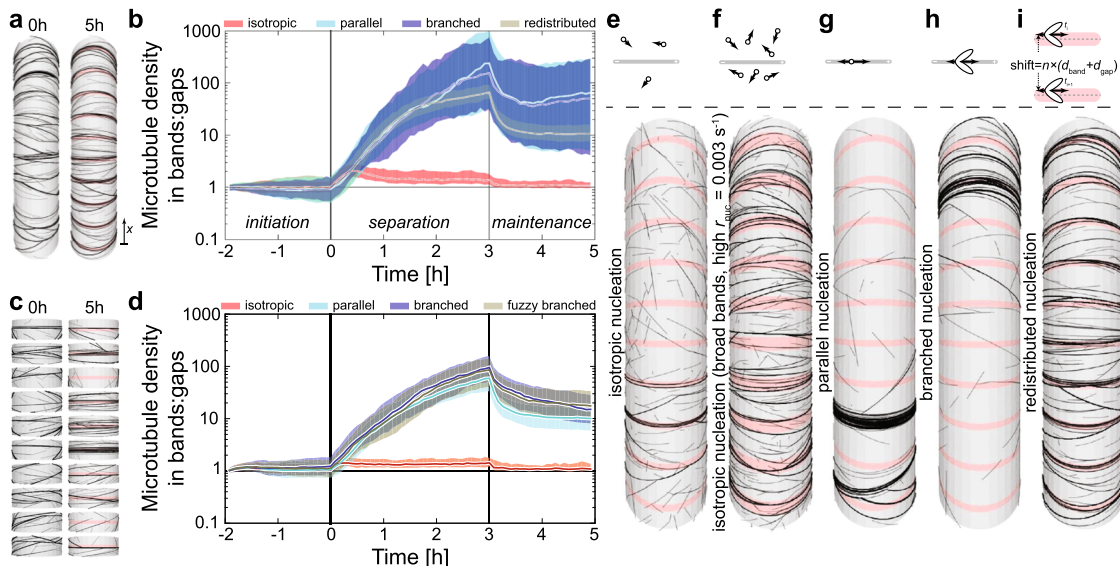 a
0h
5h
x
b
isotropic
parallel
branched
redistributed
Microtubule density
in bands:gaps
1000
100
10
1
0.1
initiation
separation
maintenance
-2
-1
0
1
2
3
4
5
Time [h]
c
0h
5h
d
isotropic
parallel
branched
fuzzy branched
Microtubule density
in bands:gaps
1000
100
10
1
0.1
-2
-1
0
1
2
3
4
5
Time [h]
e
isotropic nucleation
f
isotropic nucleation (broad bands, high = 0.003 s⁻¹)
g
parallel nucleation
h
branched nucleation
i
shift=n×(dband+dgap)
redistributed nucleation